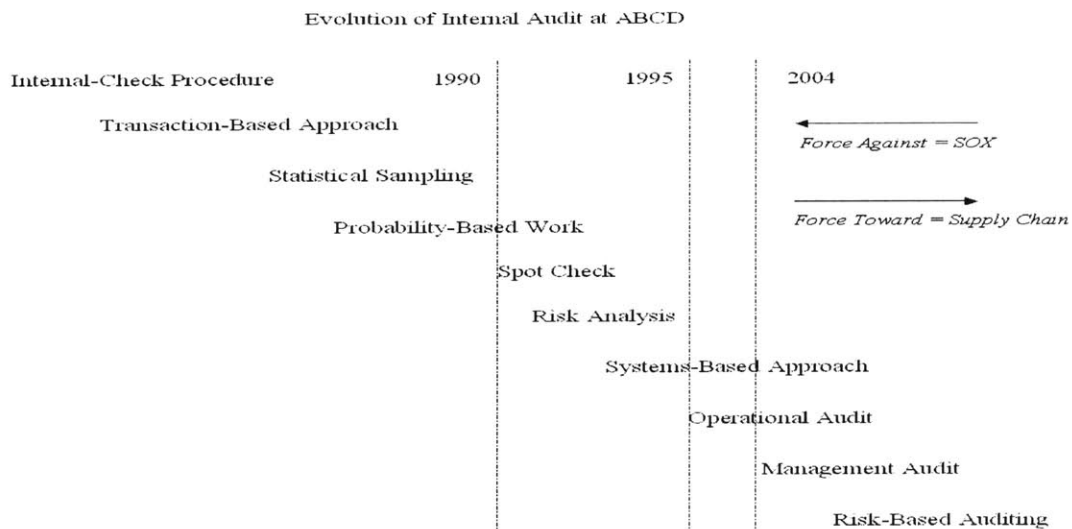 Evolution of Internal Audit at ABCD
Internal-Check Procedure 1990 1995 2004
Transaction-Based Approach
Force Against = SOX
Statistical Sampling
Force Toward = Supply Chain
Probability-Based Work
Spot Check
Risk Analysis
Systems-Based Approach
Operational Audit
Management Audit
Risk-Based Auditing